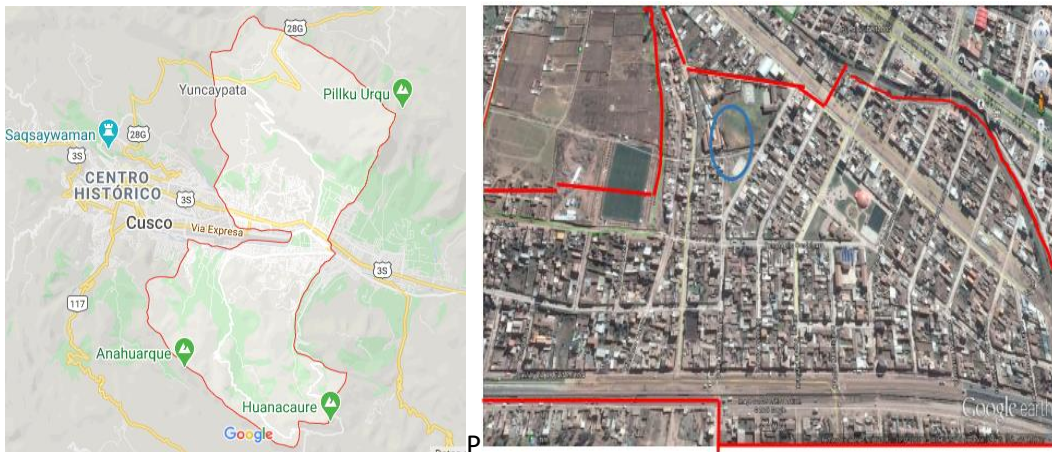 28G
Yuncaypata
Pillku Urqu
Saqsaywaman
28G
3S
CENTRO
HISTÓRICO
3S
Cusco
Via Expresa
3S
117
Anahuarque
Huanacaure
Google
P
Google earth